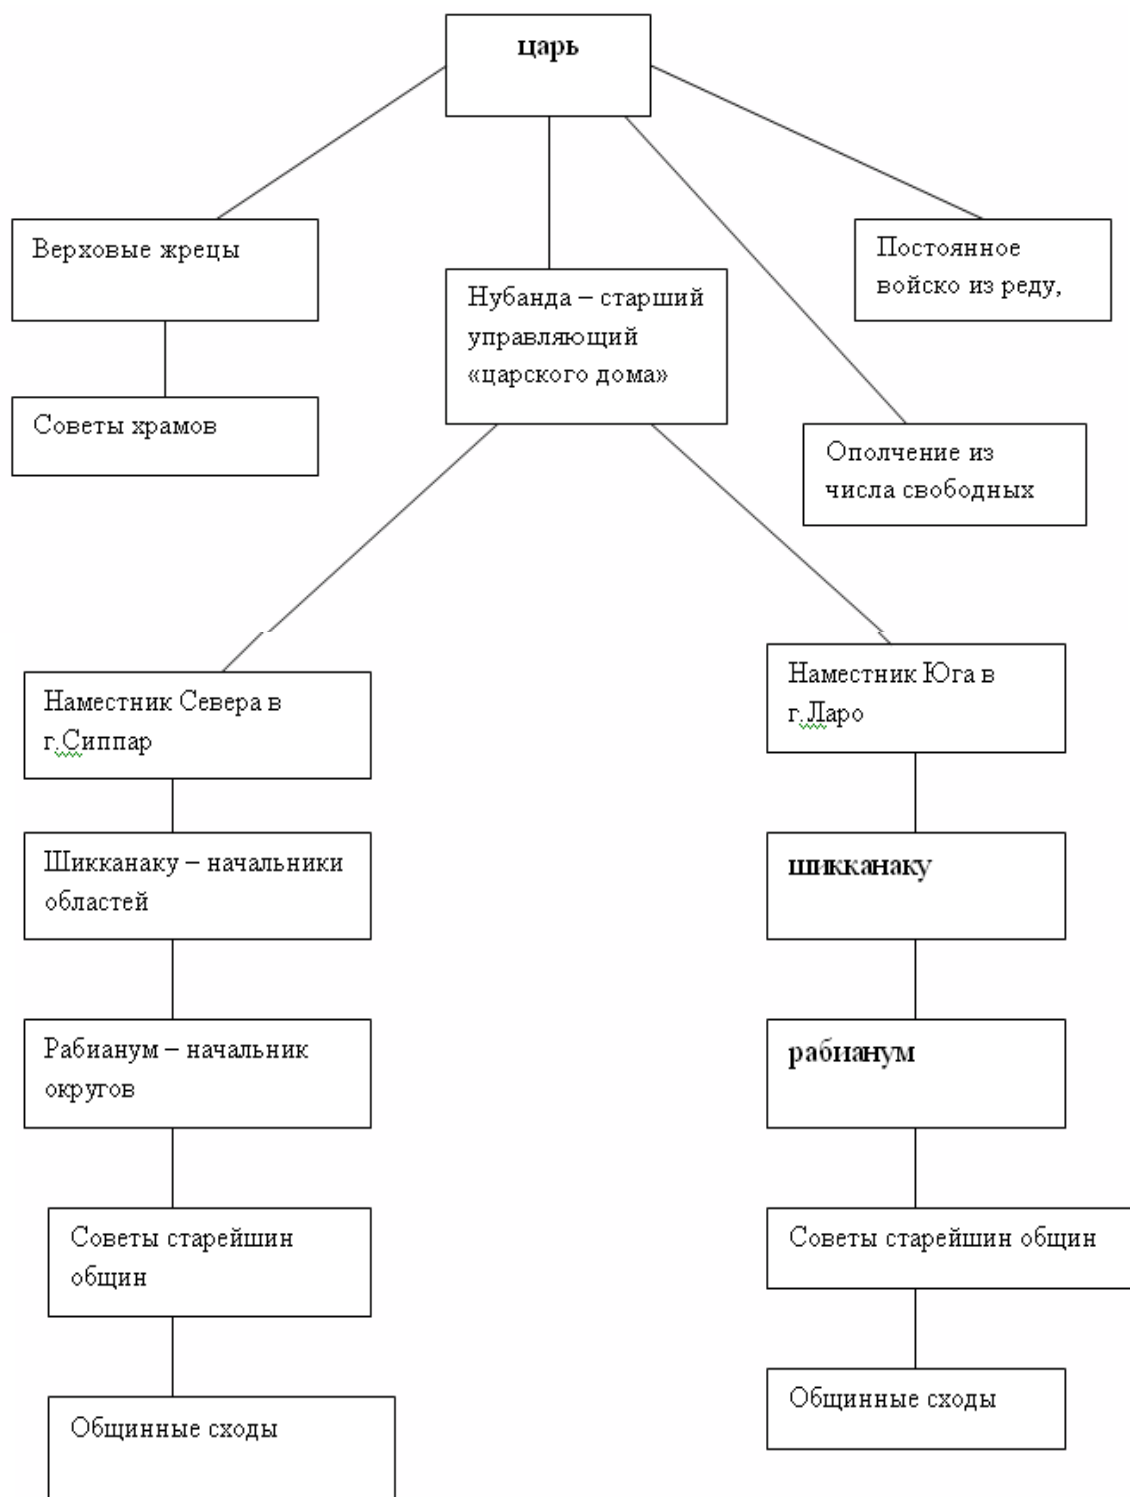 царь
Верховые жрецы
Постоянное
войско из реду,
Нубанда – старший
управляющий
«царского дома»
Советы храмов
Ополчение из
числа свободных
Наместник Севера в
г.Сиппар
Наместник Юга в
г.Ларо
Шикканаку – начальники
областей
шикканаку
Рабианум – начальник
округов
рабианум
Советы старейшин
общин
Советы старейшин общин
Общинные сходы
Общинные сходы